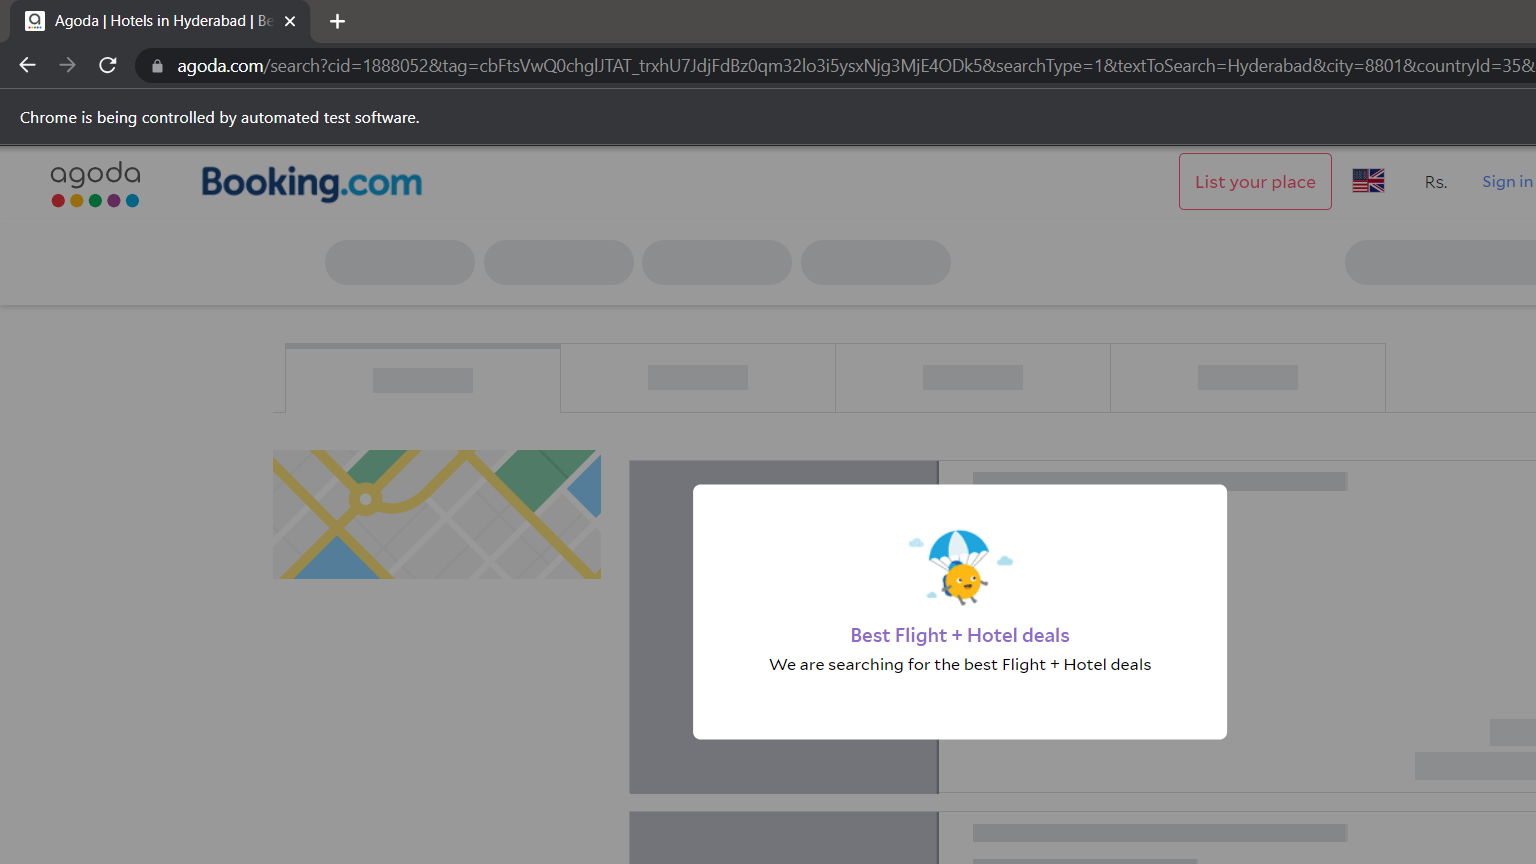 Agoda | Hotels in Hyderabad | Be
agoda.com/search?cid=1888052&tag=cbFtsVwQ0chglJTAT_trxhU7JdjFdBz0qm32lo3i5ysxNjg3MjE4ODk5&searchType=1&textToSearch=Hyderabad&city=8801&countryId=35&
Chrome is being controlled by automated test software.
agoda
Booking.com
List your place
Rs.
Sign in
Best Flight + Hotel deals
We are searching for the best Flight + Hotel deals